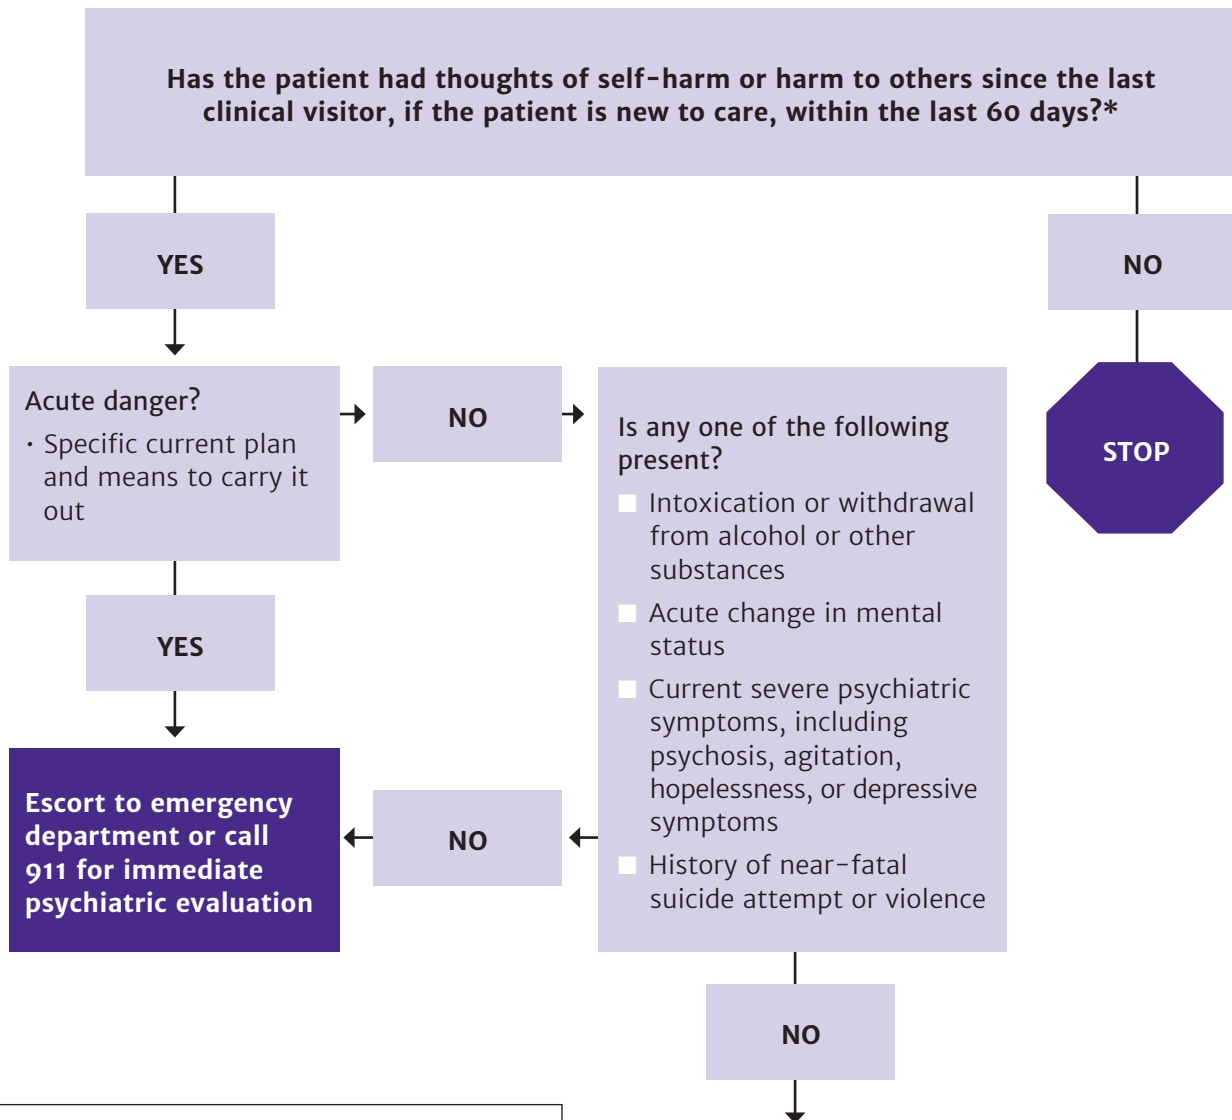 Has the patient had thoughts of self-harm or harm to others since the last
clinical visitor, if the patient is new to care, within the last 60 days?*
YES
NO
Acute danger?
· Specific current plan
and means to carry it
out
NO
Is any one of the following
present?
Intoxication or withdrawal
from alcohol or other
substances
Acute change in mental
status
Current severe psychiatric
symptoms, including
psychosis, agitation,
hopelessness, or depressive
symptoms
History of near-fatal
suicide attempt or violence
STOP
YES
Escort to emergency
department or call
911 for immediate
psychiatric evaluation
NO
NO